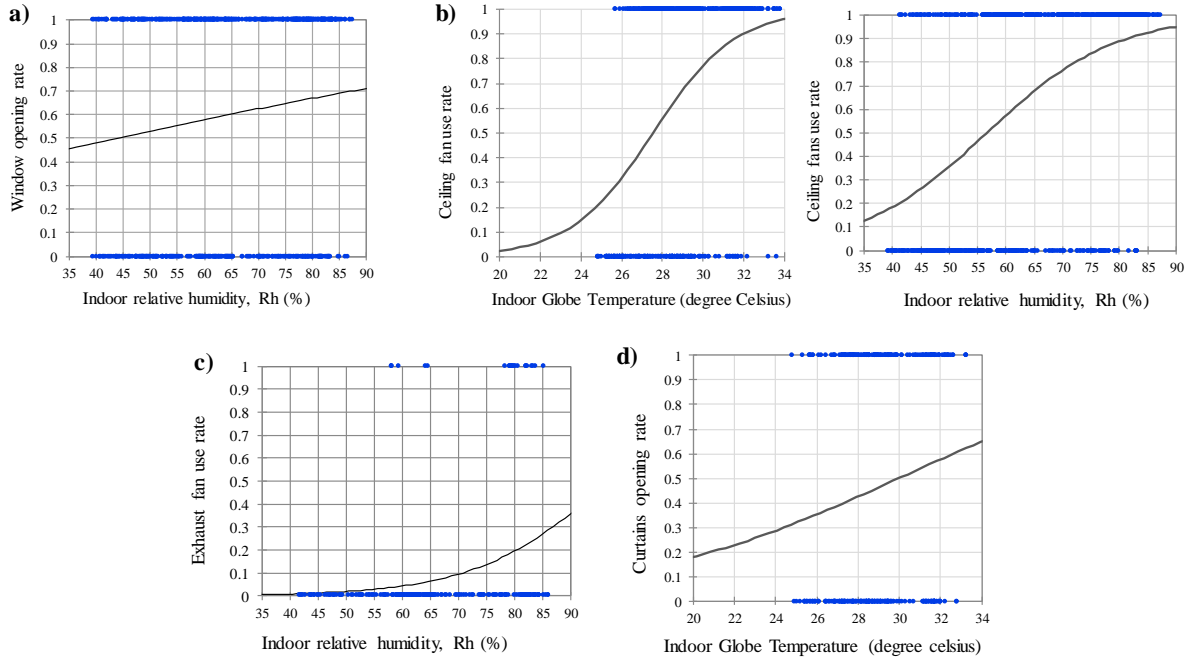 a)
Window opening rate
1
0.9
0.8
0.7
0.6
0.5
0.4
0.3
0.2
0.1
0
35 40 45 50 55 60 65 70 75 80 85 90
Indoor relative humidity, Rh (%)
b)
Ceiling fan use rate
1
0.9
0.8
0.7
0.6
0.5
0.4
0.3
0.2
0.1
0
20 22 24 26 28 30 32 34
Indoor Globe Temperature (degree Celsius)
Ceiling fans use rate
1
0.9
0.8
0.7
0.6
0.5
0.4
0.3
0.2
0.1
0
35 40 45 50 55 60 65 70 75 80 85 90
Indoor relative humidity, Rh (%)
c)
Exhaust fan use rate
1
0.9
0.8
0.7
0.6
0.5
0.4
0.3
0.2
0.1
0
35 40 45 50 55 60 65 70 75 80 85 90
Indoor relative humidity, Rh (%)
d)
Curtains opening rate
1
0.9
0.8
0.7
0.6
0.5
0.4
0.3
0.2
0.1
0
20 22 24 26 28 30 32 34
Indoor Globe Temperature (degree celsius)